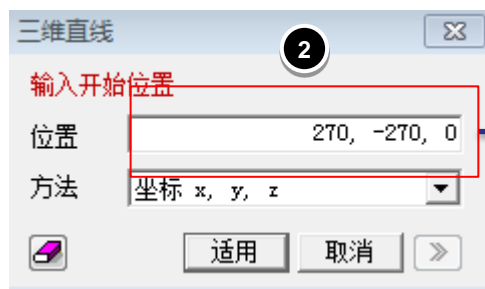 三维直线
2
输入开始位置
位置 270, -270, 0
方法 坐标 x, y, z
适用 取消